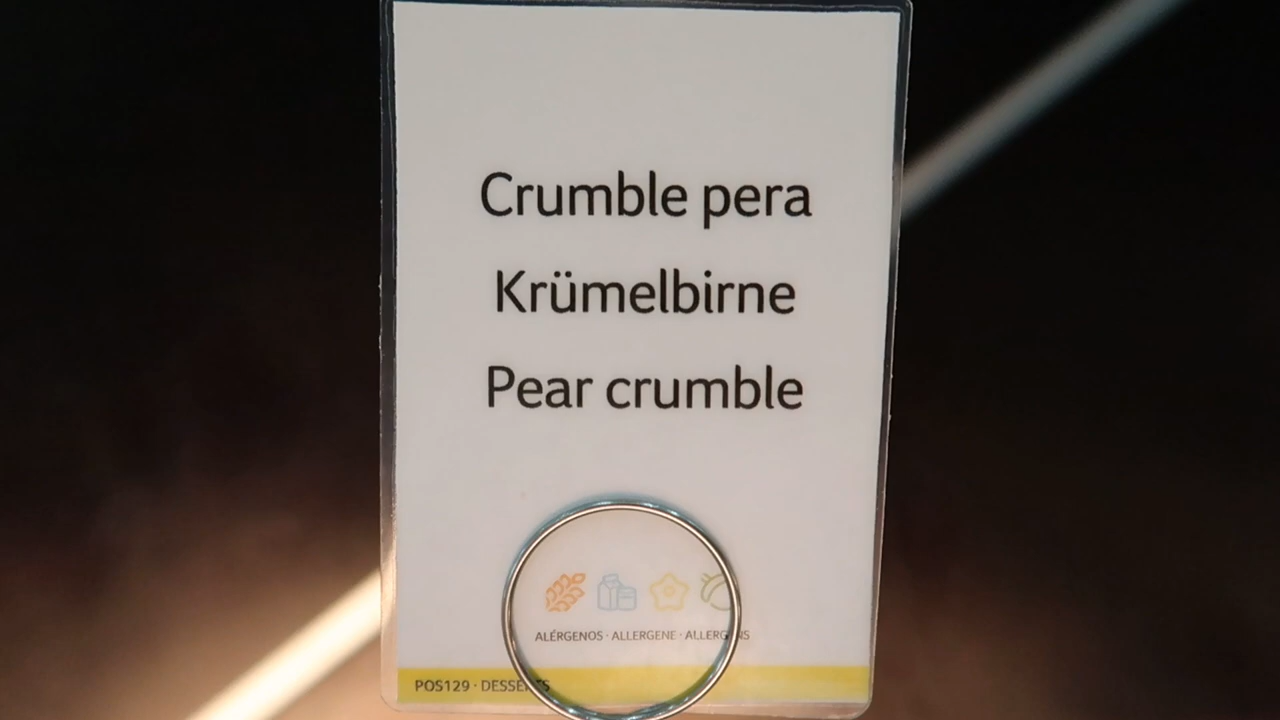 Crumble pera
Krümelbirne
Pear crumble
ALÉRGENOS · ALLERGENE · ALLERGENS
POS129 · DESSERTS